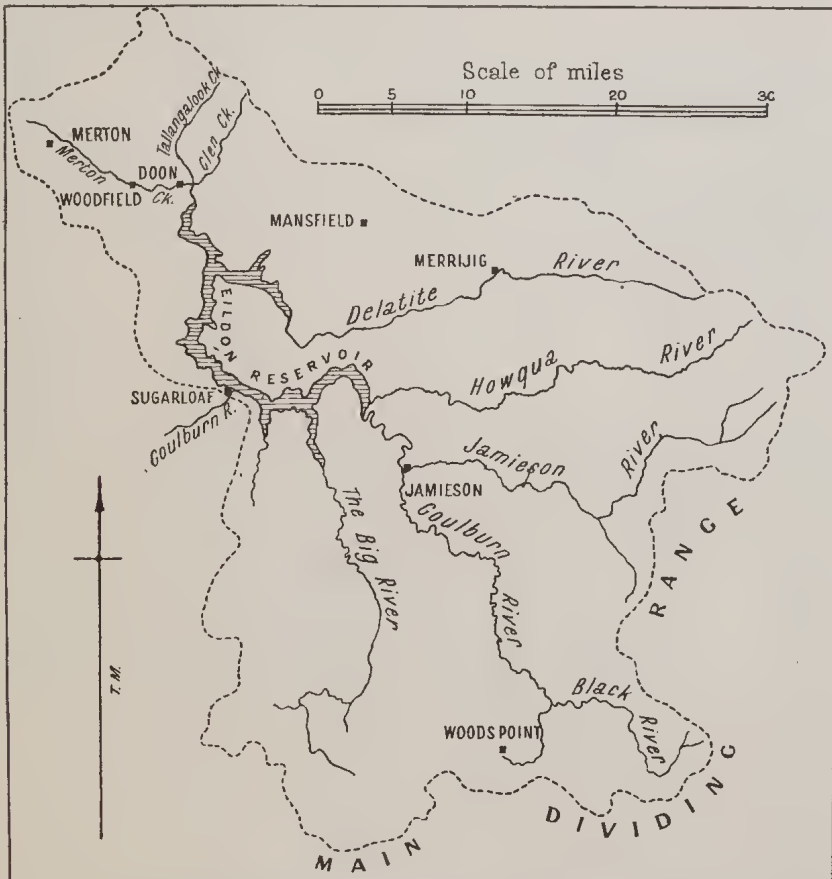 Scale of miles
0 5 10 20 30
Tallangalook Ck
Glen Ck.
MERTON
Merton
Ck.
DOON
WOODFIELD
MANSFIELD
MERRIJIG
Delatite
River
EILDON RESERVOIR
Howqua
River
SUGARLOAF
Goulburn R.
Jamieson
River
JAMIESON
Goulburn
River
The Big River
Black
River
WOODS POINT
T. M.
MAIN DIVIDING RANGE